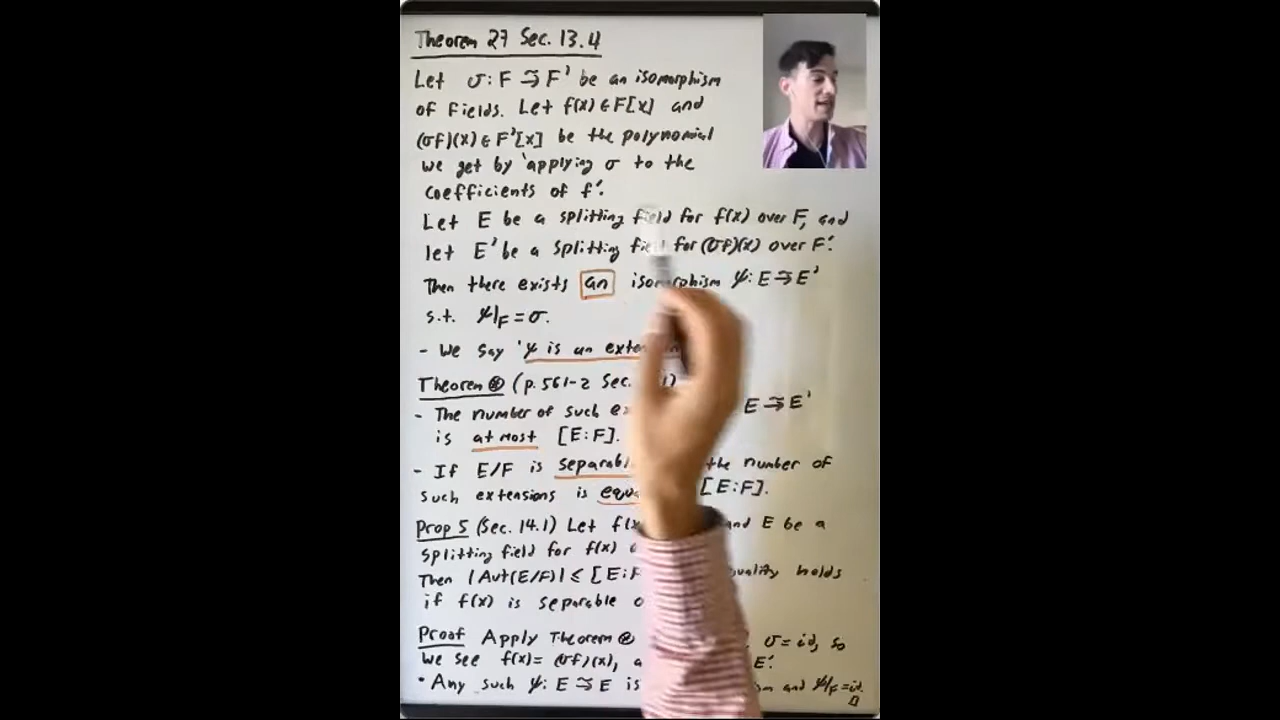 Theorem 27 Sec. 13.4
Let σ: F ⥲ F' be an isomorphism
of fields. Let f(x) ∈ F[x] and
(σf)(x) ∈ F'[x] be the polynomial
we get by 'applying σ to the
coefficients of f'.
Let E be a splitting field for f(x) over F, and
let E' be a splitting field for (σf)(x) over F'.
Then there exists an isomorphism ψ: E ⥲ E'
s.t. ψ|F = σ.
- We say 'ψ is an
Theorem ⊛ (p. 561-2 Sec.
- The number of such E ⥲ E'
is at most [E:F].
- If E/F is the number of
such extensions is [E:F].
Prop 5 (Sec. 14.1) Let and E be a
splitting field for f(x)
Then |Aut(E/F)| ≤ holds
if f(x) is separable
Proof Apply Theorem ⊛ σ = id, so
we see f(x) = (σf)(x), E'.
• Any such ψ: E ⥲ E is and ψ|F = id.
□